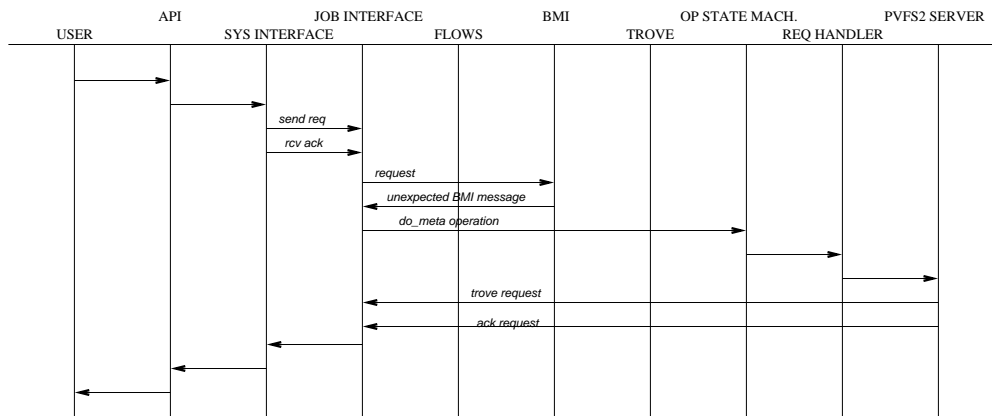 API JOB INTERFACE BMI OP STATE MACH. PVFS2 SERVER
USER SYS INTERFACE FLOWS TROVE REQ HANDLER
send req
rcv ack
request
unexpected BMI message
do_meta operation
trove request
ack request